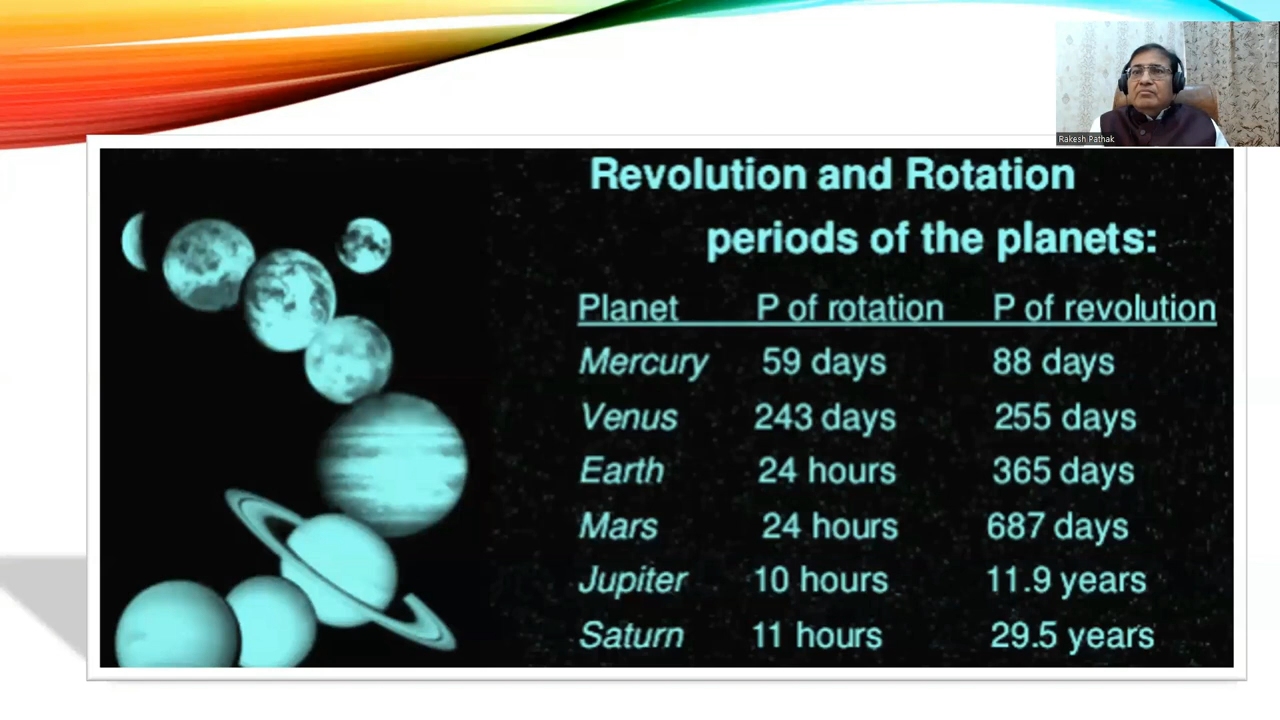 Rakesh Pathak
Revolution and Rotation
periods of the planets:
Planet P of rotation P of revolution
Mercury 59 days 88 days
Venus 243 days 255 days
Earth 24 hours 365 days
Mars 24 hours 687 days
Jupiter 10 hours 11.9 years
Saturn 11 hours 29.5 years